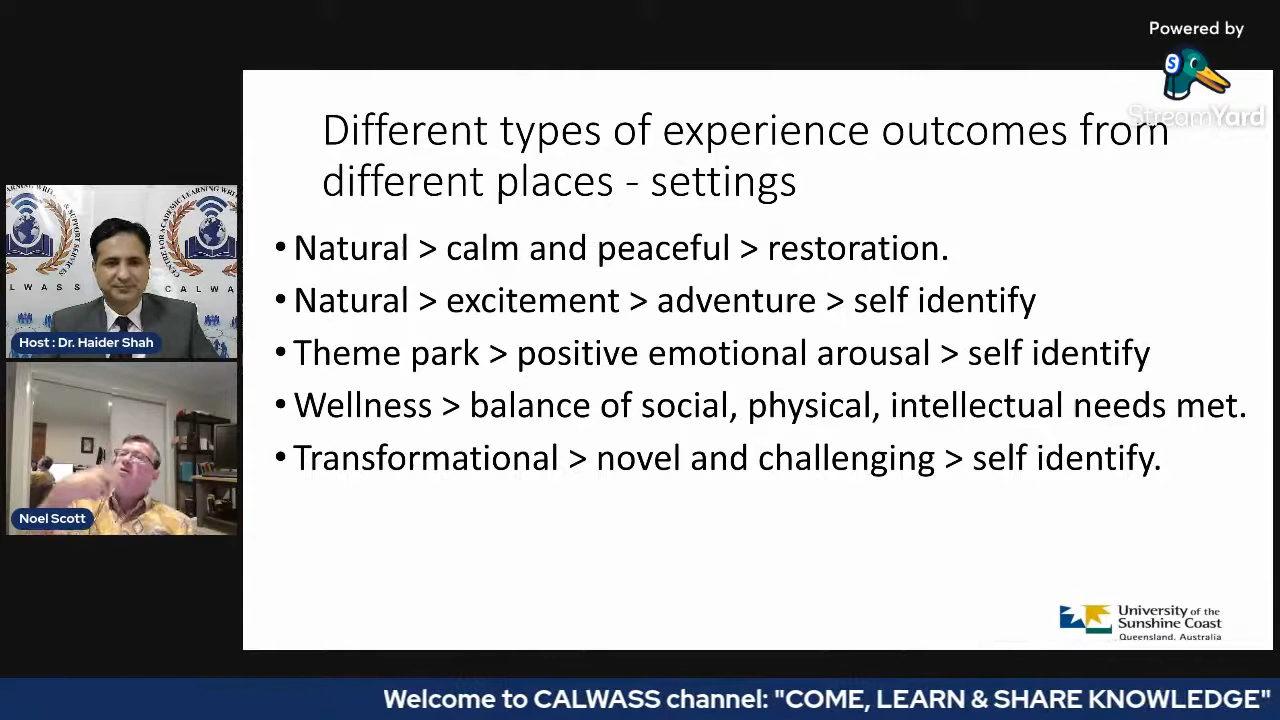 Powered by
StreamYard
Different types of experience outcomes from
different places - settings
• Natural > calm and peaceful > restoration.
• Natural > excitement > adventure > self identify
• Theme park > positive emotional arousal > self identify
• Wellness > balance of social, physical, intellectual needs met.
• Transformational > novel and challenging > self identify.
CALWASS
CALWA
Host : Dr. Haider Shah
Noel Scott
University of the
Sunshine Coast
Queensland, Australia
Welcome to CALWASS channel: "COME, LEARN & SHARE KNOWLEDGE"